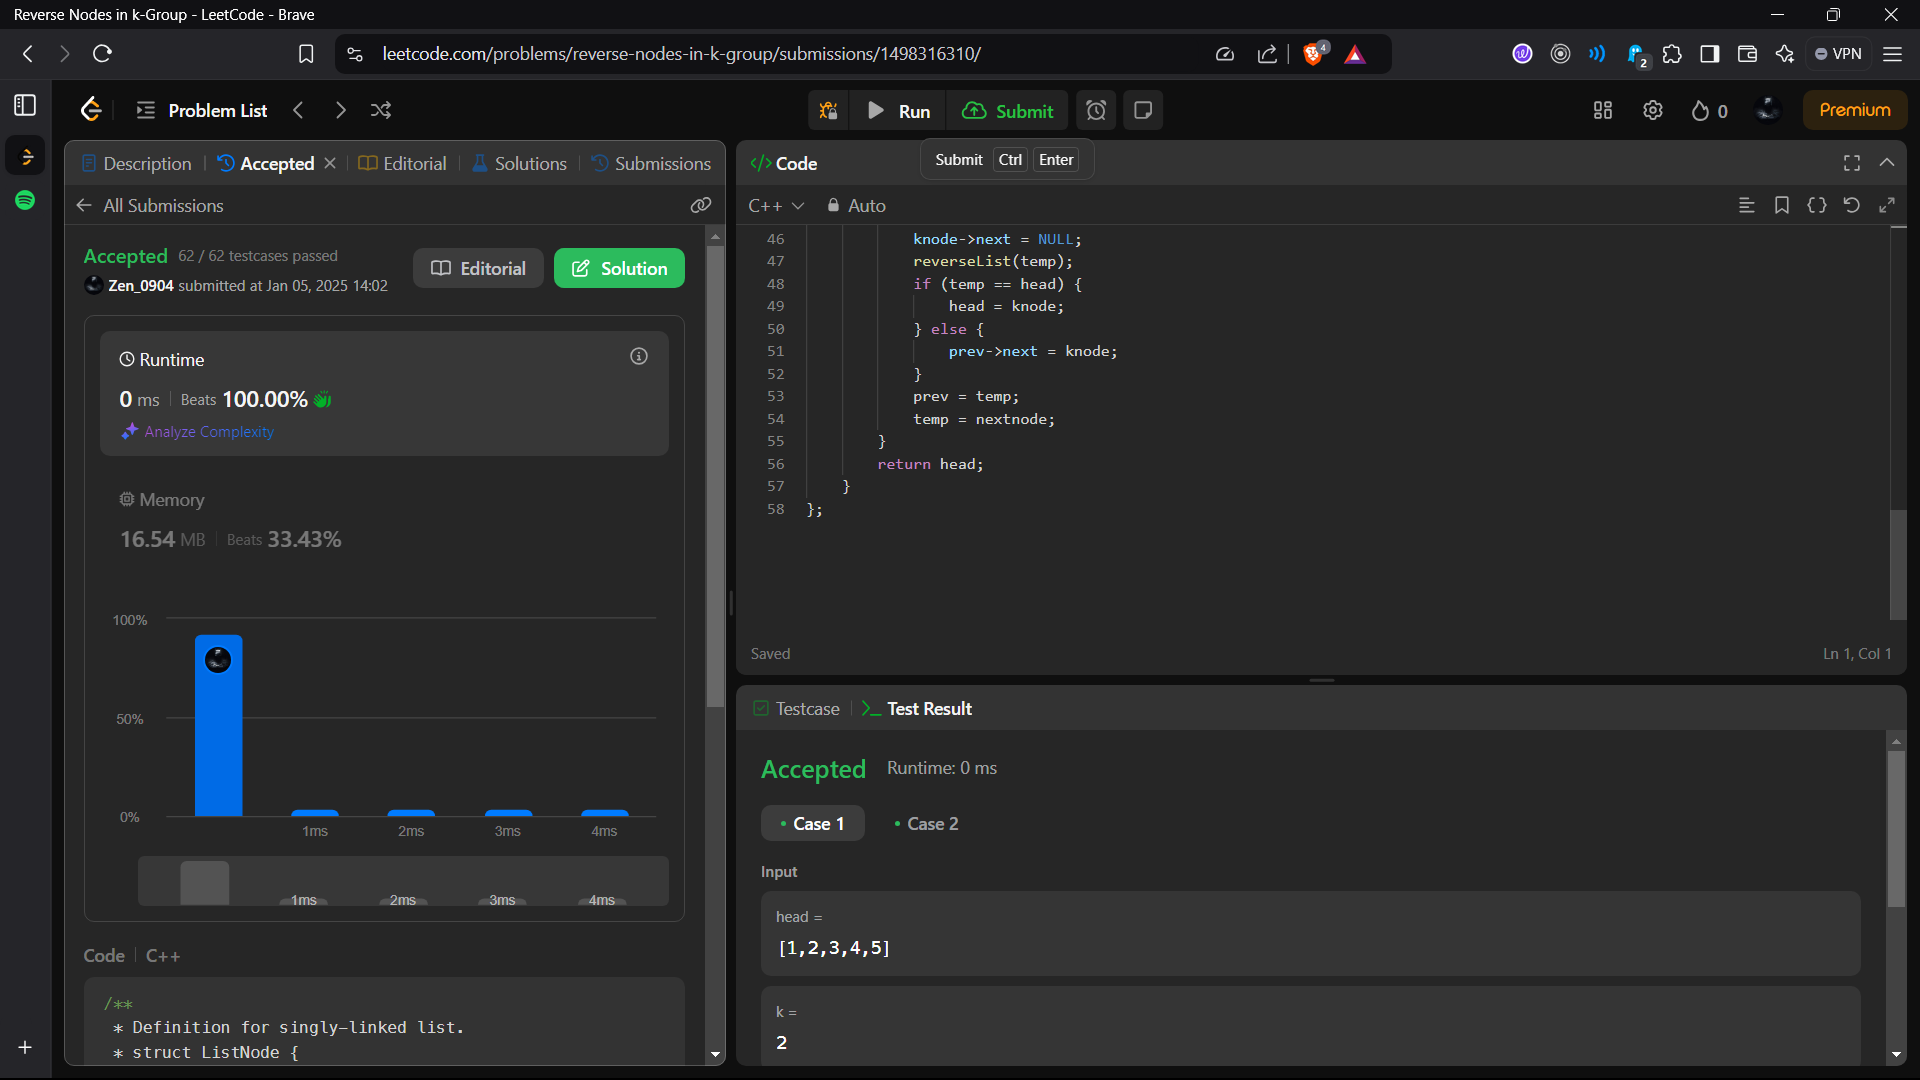 Reverse Nodes in k-Group - LeetCode - Brave
leetcode.com/problems/reverse-nodes-in-k-group/submissions/1498316310/
4
2
VPN
Problem List
Run
Submit
0
Premium
Description
Accepted
Editorial
Solutions
Submissions
All Submissions
Accepted 62 / 62 testcases passed
Zen_0904 submitted at Jan 05, 2025 14:02
Editorial
Solution
Runtime
0 ms Beats 100.00%
Analyze Complexity
Memory
16.54 MB Beats 33.43%
100%
50%
0%
1ms 2ms 3ms 4ms
1ms 2ms 3ms 4ms
Code C++
/**
* Definition for singly-linked list.
* struct ListNode {
</> Code
Submit Ctrl Enter
C++ Auto
46 knode->next = NULL;
47 reverseList(temp);
48 if (temp == head) {
49 head = knode;
50 } else {
51 prev->next = knode;
52 }
53 prev = temp;
54 temp = nextnode;
55 }
56 return head;
57 }
58 };
Saved
Ln 1, Col 1
Testcase
>_ Test Result
Accepted Runtime: 0 ms
• Case 1
• Case 2
Input
head =
[1,2,3,4,5]
k =
2